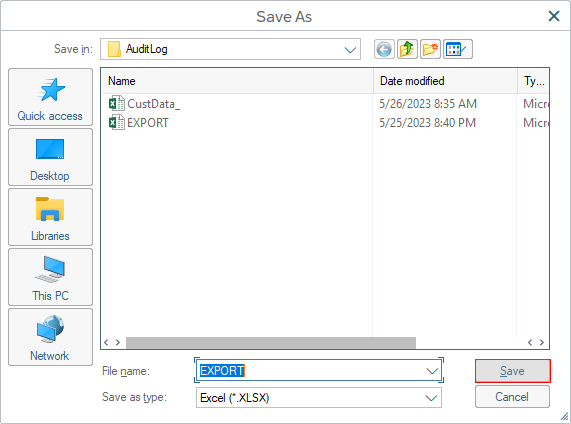 Save As
Save in: AuditLog
Name Date modified Ty...
CustData_ 5/26/2023 8:35 AM Micro
EXPORT 5/25/2023 8:40 PM Micro
Quick access
Desktop
Libraries
This PC
Network
File name: EXPORT Save
Save as type: Excel (*.XLSX) Cancel